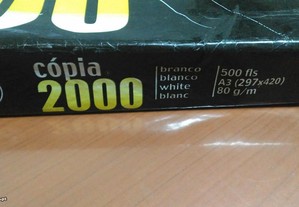 cópia
2000
branco
blanco
white
blanc
500 fls
A3 (297x420)
80 g/m